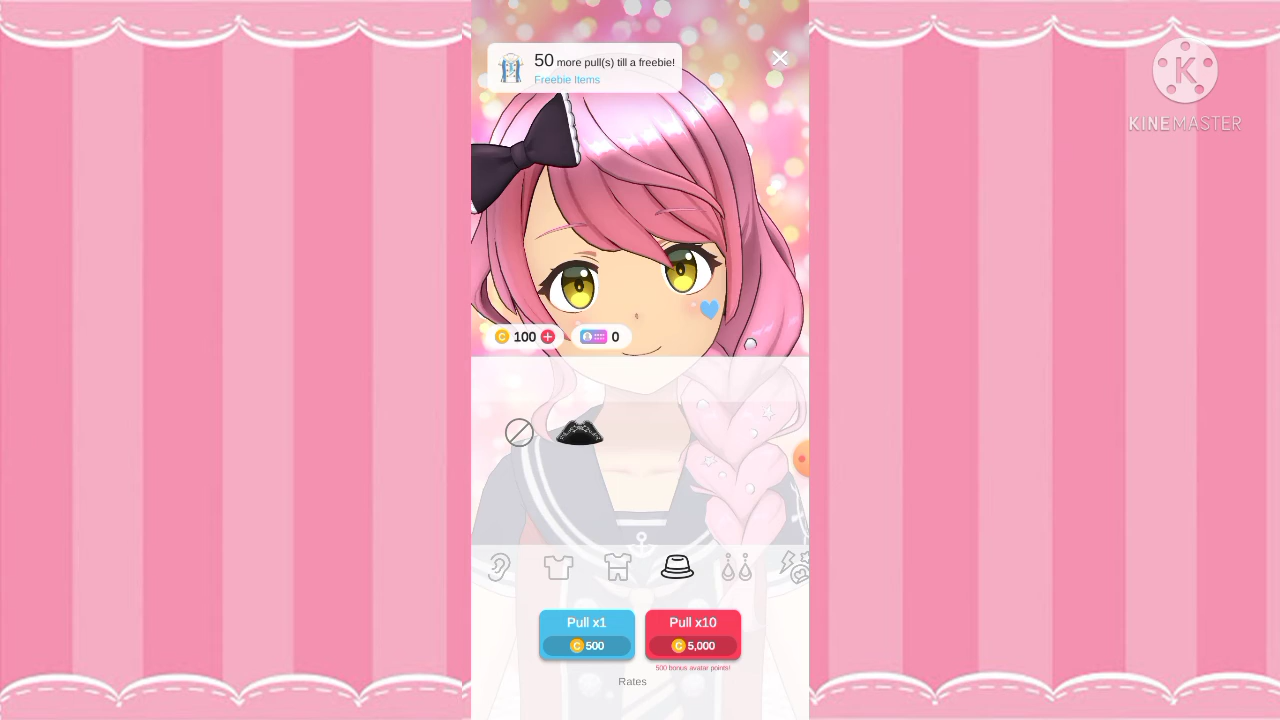 50 more pull(s) till a freebie!
Freebie Items
K
KINEMASTER
C 100
0
Pull x1
C 500
Pull x10
C 5,000
500 bonus avatar points!
Rates